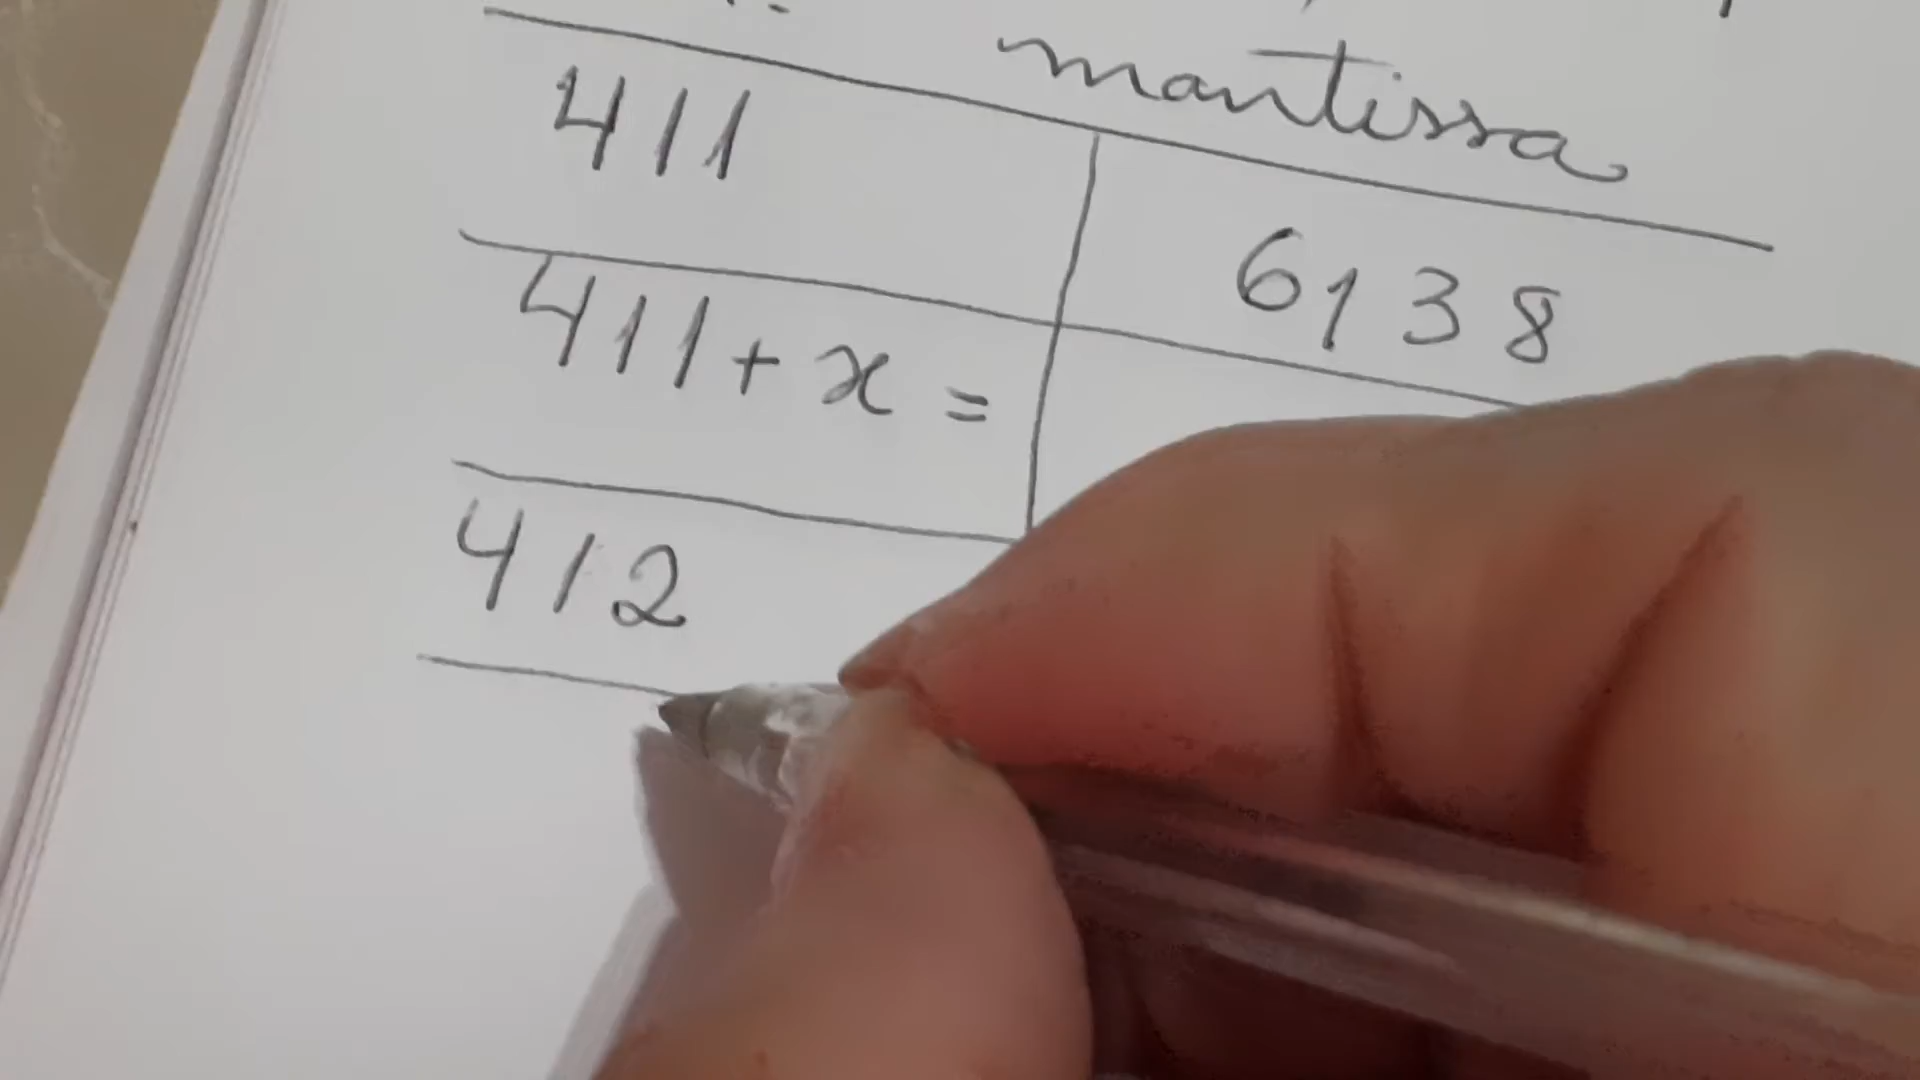 mantissa
411 6138
411 + x =
412